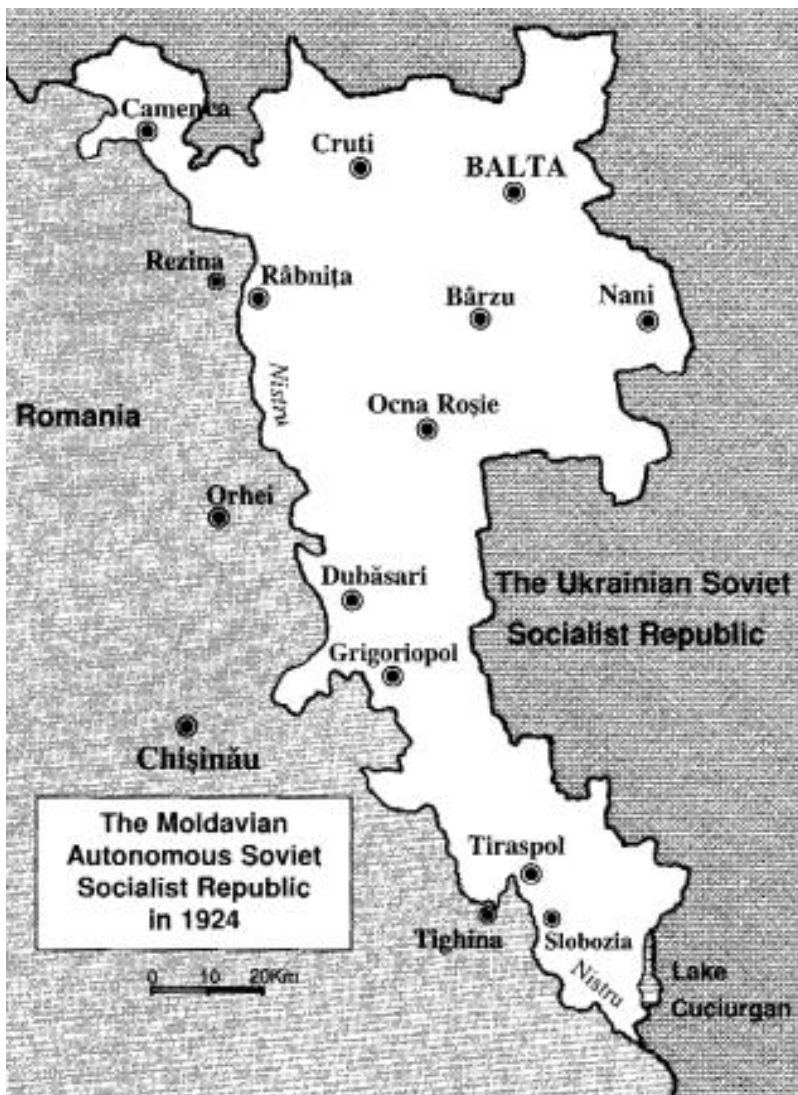 Camenca
Cruti
BALTA
Rezina
Râbnița
Bârzu
Nani
Nistru
Romania
Ocna Roșie
Orhei
Dubăsari
The Ukrainian Soviet
Socialist Republic
Grigoriopol
Chișinău
The Moldavian
Autonomous Soviet
Socialist Republic
in 1924
Tiraspol
Tighina
Slobozia
Nistru
Lake
Cuciurgan
0 10 20Km